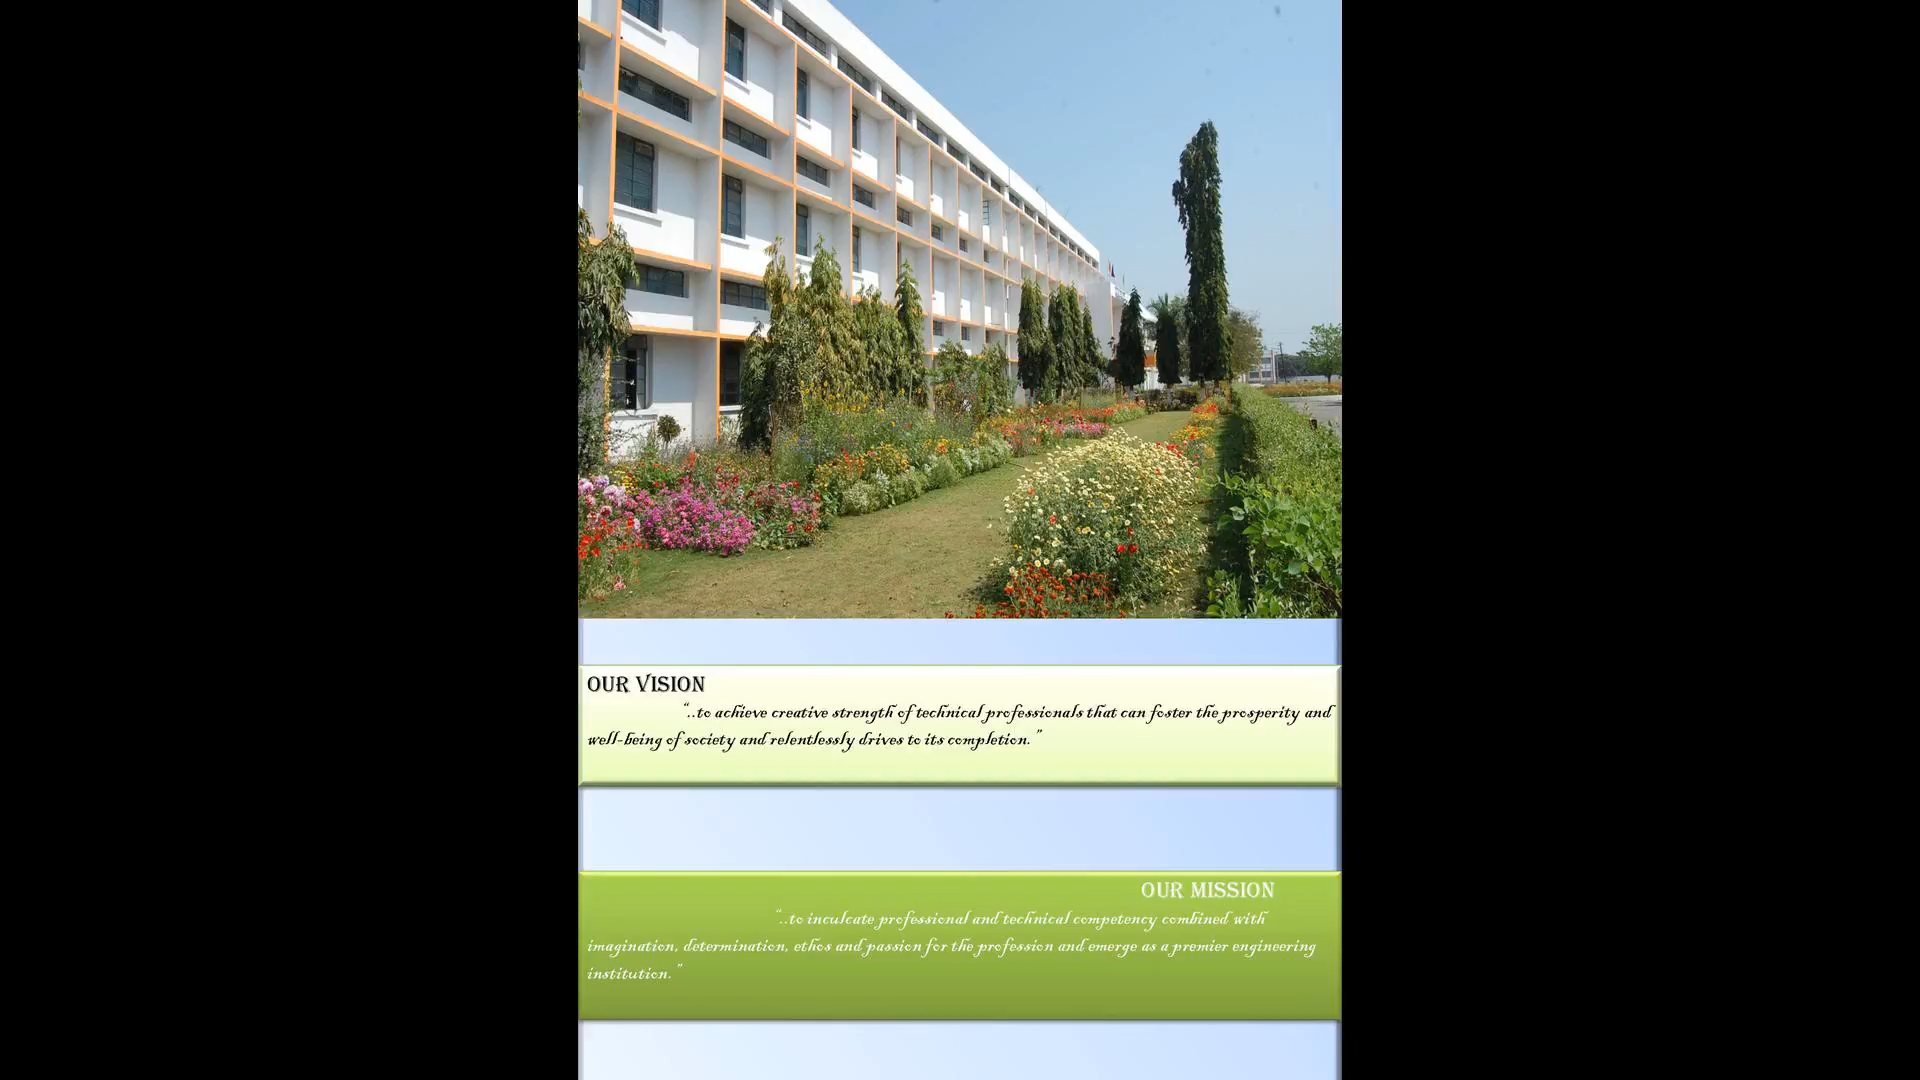 OUR VISION
“..to achieve creative strength of technical professionals that can foster the prosperity and
well-being of society and relentlessly drives to its completion.”
OUR MISSION
“..to inculcate professional and technical competency combined with
imagination, determination, ethos and passion for the profession and emerge as a premier engineering
institution.”